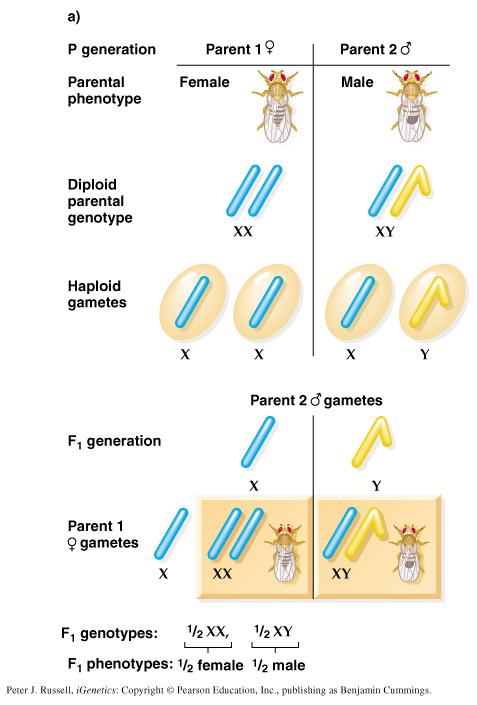 a)
P generation Parent 1 ♀ Parent 2 ♂
Parental phenotype Female Male
Diploid parental genotype
XX XY
Haploid gametes
X X X Y
Parent 2 ♂ gametes
F₁ generation
X Y
Parent 1 ♀ gametes
X XX XY
F₁ genotypes: 1/2 XX, 1/2 XY
F₁ phenotypes: 1/2 female 1/2 male
Peter J. Russell, iGenetics: Copyright © Pearson Education, Inc., publishing as Benjamin Cummings.